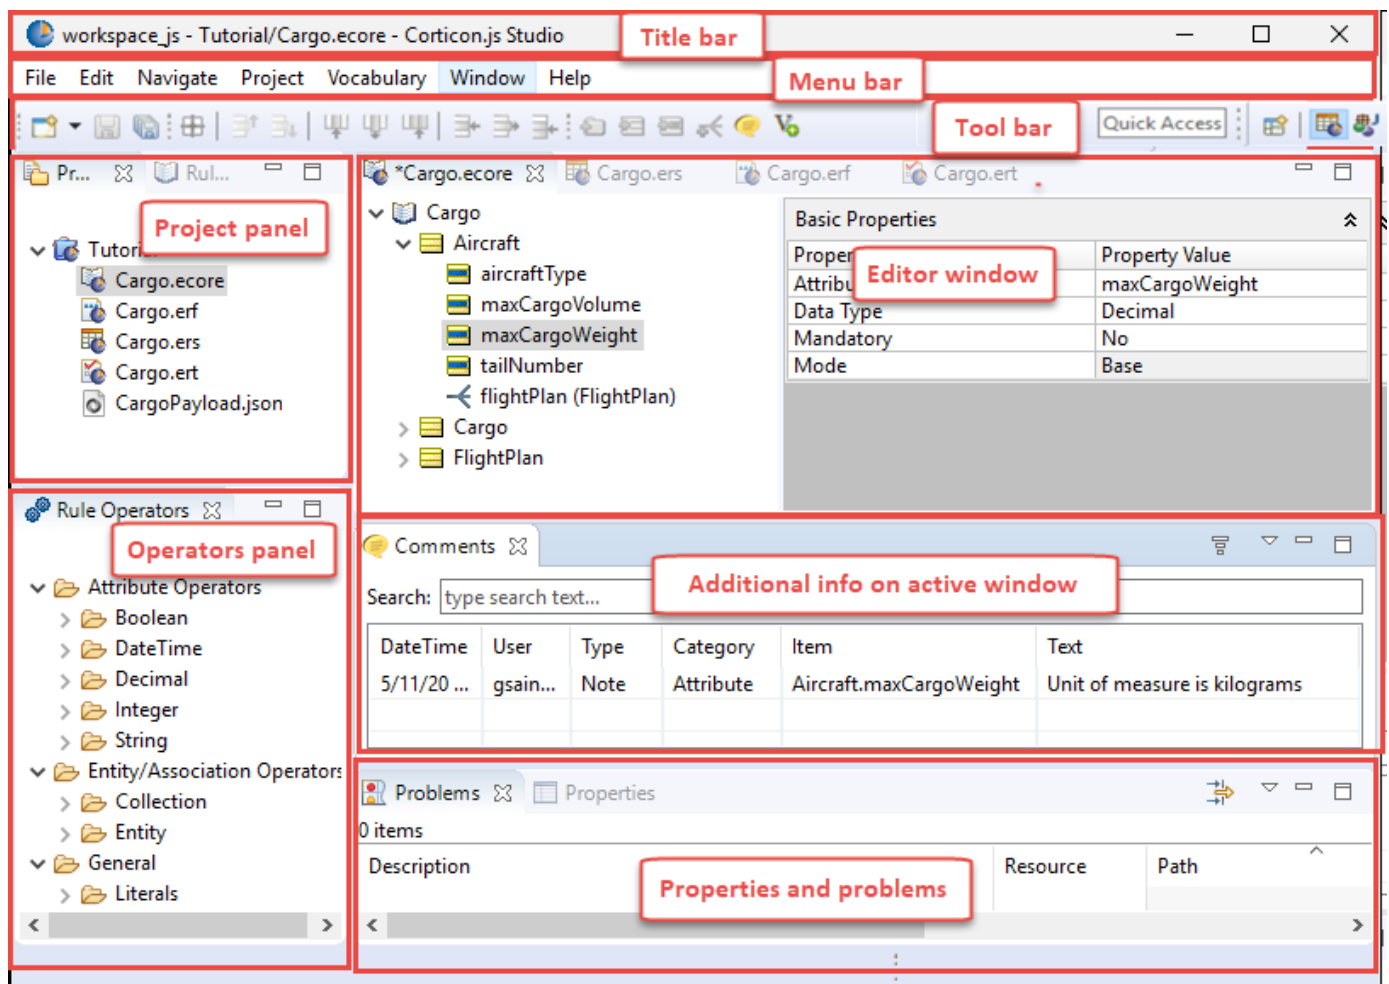 workspace_js - Tutorial/Cargo.ecore - Corticon.js Studio
Title bar
File Edit Navigate Project Vocabulary Window Help
Menu bar
Tool bar
Quick Access
Pr...
Rul...
Project panel
Tutorial
Cargo.ecore
Cargo.erf
Cargo.ers
Cargo.ert
CargoPayload.json
*Cargo.ecore
Cargo.ers
Cargo.erf
Cargo.ert
Cargo
Aircraft
aircraftType
maxCargoVolume
maxCargoWeight
tailNumber
flightPlan (FlightPlan)
Cargo
FlightPlan
Basic Properties
Editor window
Property Value
maxCargoWeight
Data Type Decimal
Mandatory No
Mode Base
Rule Operators
Operators panel
Attribute Operators
Boolean
DateTime
Decimal
Integer
String
Entity/Association Operators
Collection
Entity
General
Literals
Comments
Additional info on active window
Search: type search text...
DateTime User Type Category Item Text
5/11/20 ... gsain... Note Attribute Aircraft.maxCargoWeight Unit of measure is kilograms
Problems
Properties
0 items
Description Resource Path
Properties and problems